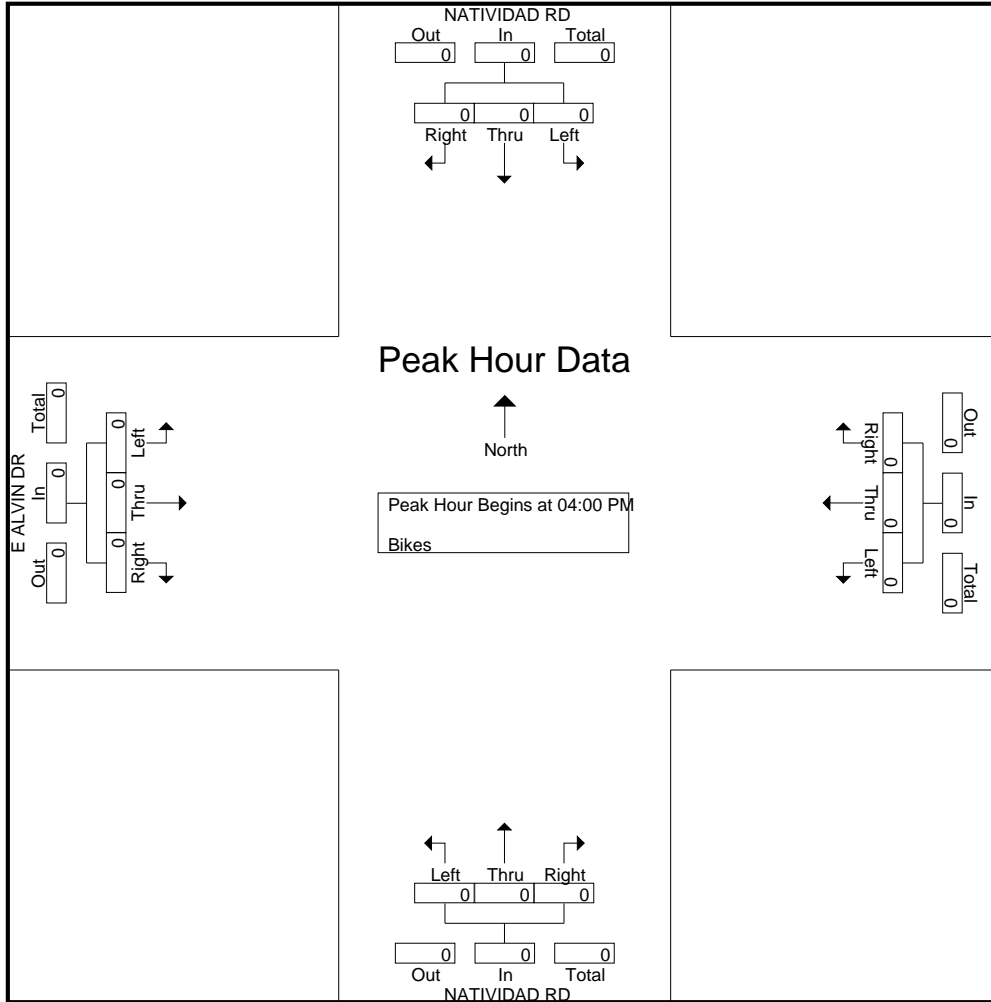 NATIVIDAD RD
Out In Total
0 0 0
0 0 0
Right Thru Left
Peak Hour Data
North
Peak Hour Begins at 04:00 PM
Bikes
E ALVIN DR
Out In Total
0 0 0
Right Thru Left
0 0 0
Out In Total
0 0 0
Right Thru Left
0 0 0
Left Thru Right
0 0 0
0 0 0
Out In Total
NATIVIDAD RD